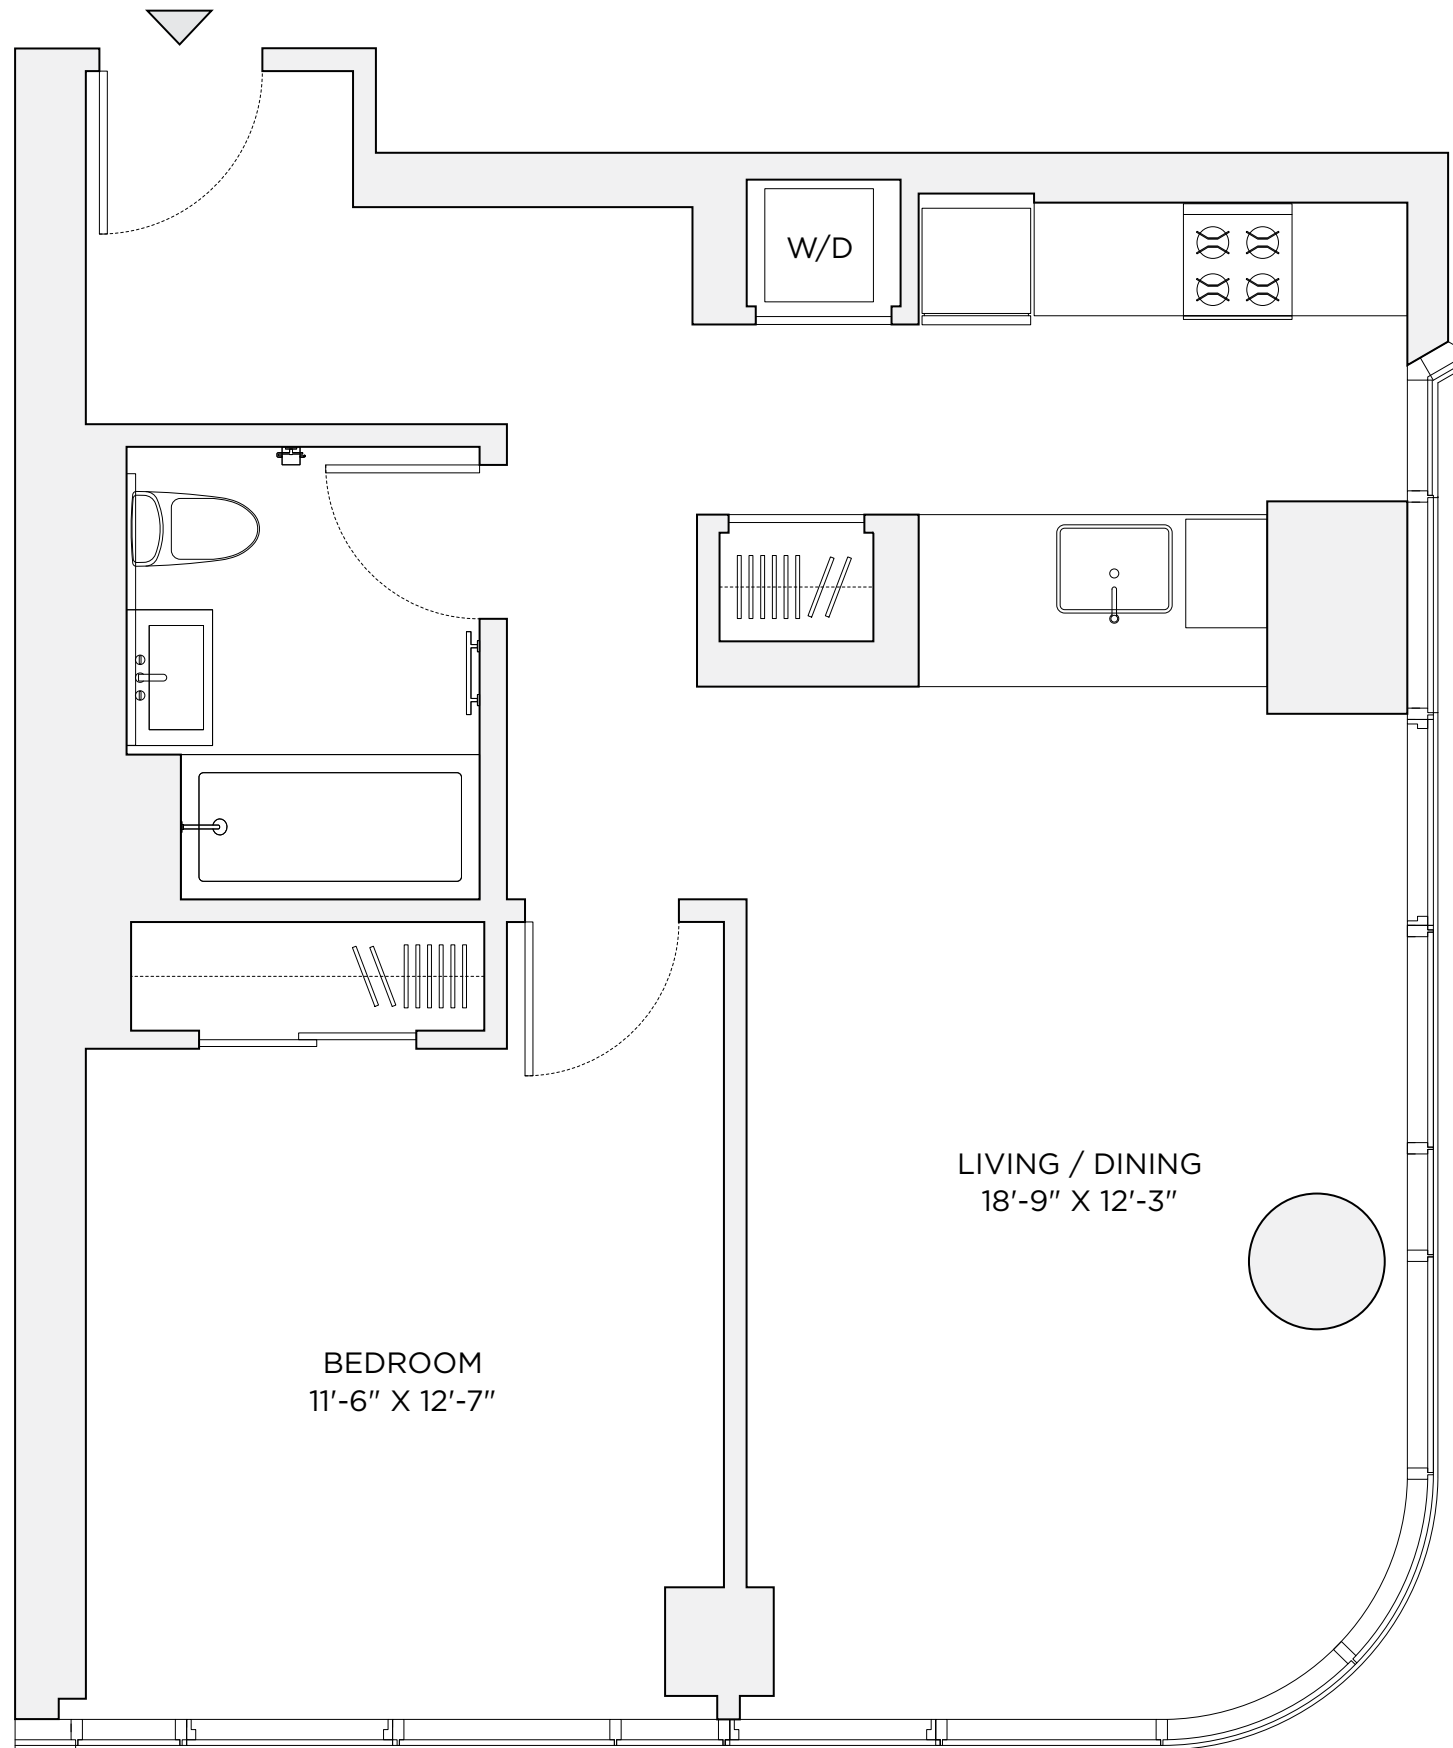 W/D
LIVING / DINING
18'-9" X 12'-3"
BEDROOM
11'-6" X 12'-7"